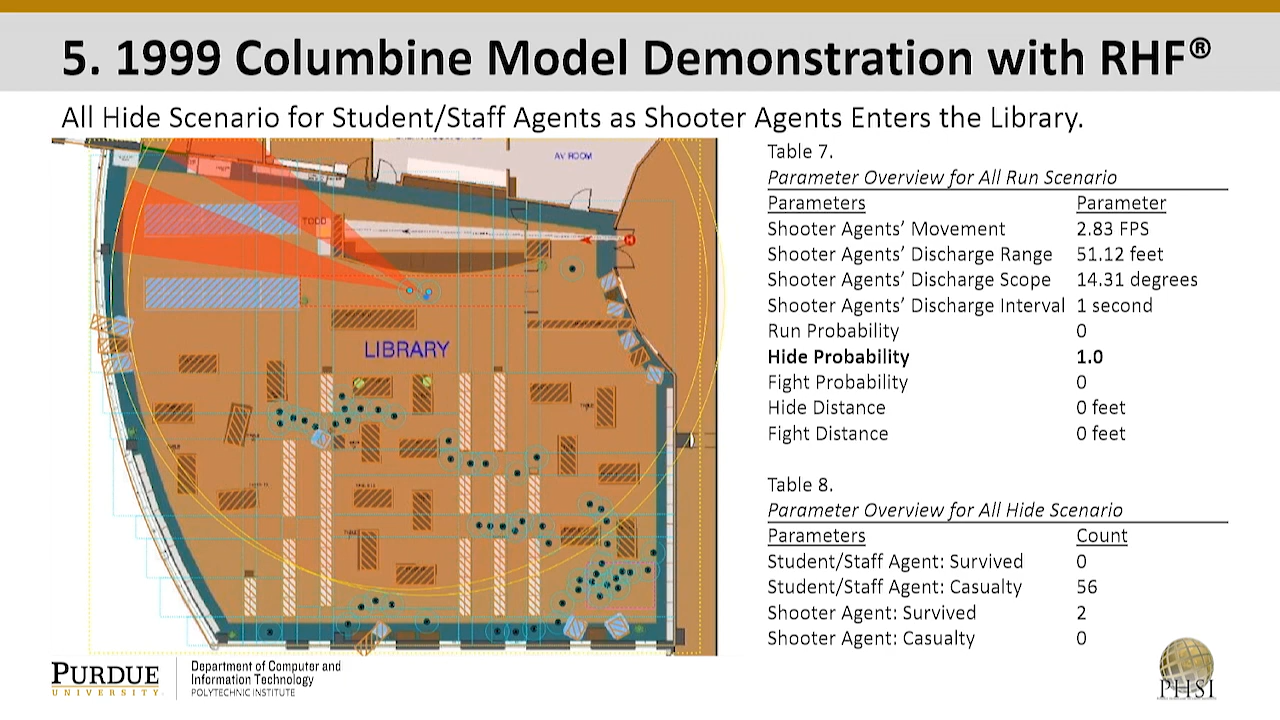 5. 1999 Columbine Model Demonstration with RHF®
All Hide Scenario for Student/Staff Agents as Shooter Agents Enters the Library.
AV ROOM
TODD
LIBRARY
Table 7.
Parameter Overview for All Run Scenario
Parameters Parameter
Shooter Agents’ Movement 2.83 FPS
Shooter Agents’ Discharge Range 51.12 feet
Shooter Agents’ Discharge Scope 14.31 degrees
Shooter Agents’ Discharge Interval 1 second
Run Probability 0
Hide Probability 1.0
Fight Probability 0
Hide Distance 0 feet
Fight Distance 0 feet
Table 8.
Parameter Overview for All Hide Scenario
Parameters Count
Student/Staff Agent: Survived 0
Student/Staff Agent: Casualty 56
Shooter Agent: Survived 2
Shooter Agent: Casualty 0
PURDUE
UNIVERSITY
Department of Computer and
Information Technology
POLYTECHNIC INSTITUTE
PHSI